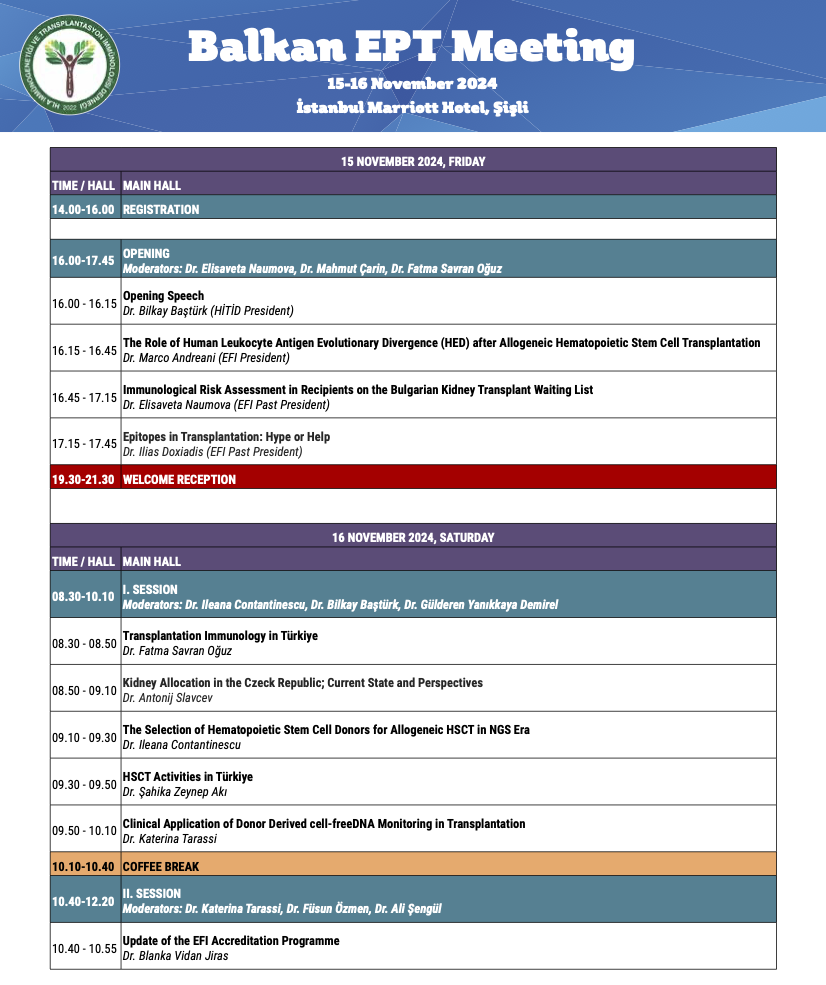 HLA İMMÜNOGENETİĞİ VE TRANSPLANTASYON İMMÜNOLOJİSİ DERNEĞİ
2022
Balkan EPT Meeting
15-16 November 2024
İstanbul Marriott Hotel, Şişli
15 NOVEMBER 2024, FRIDAY
TIME / HALL MAIN HALL
14.00-16.00 REGISTRATION
16.00-17.45 OPENING
Moderators: Dr. Elisaveta Naumova, Dr. Mahmut Çarin, Dr. Fatma Savran Oğuz
16.00 - 16.15 Opening Speech
Dr. Bilkay Baştürk (HİTİD President)
16.15 - 16.45 The Role of Human Leukocyte Antigen Evolutionary Divergence (HED) after Allogeneic Hematopoietic Stem Cell Transplantation
Dr. Marco Andreani (EFI President)
16.45 - 17.15 Immunological Risk Assessment in Recipients on the Bulgarian Kidney Transplant Waiting List
Dr. Elisaveta Naumova (EFI Past President)
17.15 - 17.45 Epitopes in Transplantation: Hype or Help
Dr. Ilias Doxiadis (EFI Past President)
19.30-21.30 WELCOME RECEPTION
16 NOVEMBER 2024, SATURDAY
TIME / HALL MAIN HALL
08.30-10.10 I. SESSION
Moderators: Dr. Ileana Contantinescu, Dr. Bilkay Baştürk, Dr. Gülderen Yanıkkaya Demirel
08.30 - 08.50 Transplantation Immunology in Türkiye
Dr. Fatma Savran Oğuz
08.50 - 09.10 Kidney Allocation in the Czeck Republic; Current State and Perspectives
Dr. Antonij Slavcev
09.10 - 09.30 The Selection of Hematopoietic Stem Cell Donors for Allogeneic HSCT in NGS Era
Dr. Ileana Contantinescu
09.30 - 09.50 HSCT Activities in Türkiye
Dr. Şahika Zeynep Akı
09.50 - 10.10 Clinical Application of Donor Derived cell-freeDNA Monitoring in Transplantation
Dr. Katerina Tarassi
10.10-10.40 COFFEE BREAK
10.40-12.20 II. SESSION
Moderators: Dr. Katerina Tarassi, Dr. Füsun Özmen, Dr. Ali Şengül
10.40 - 10.55 Update of the EFI Accreditation Programme
Dr. Blanka Vidan Jiras